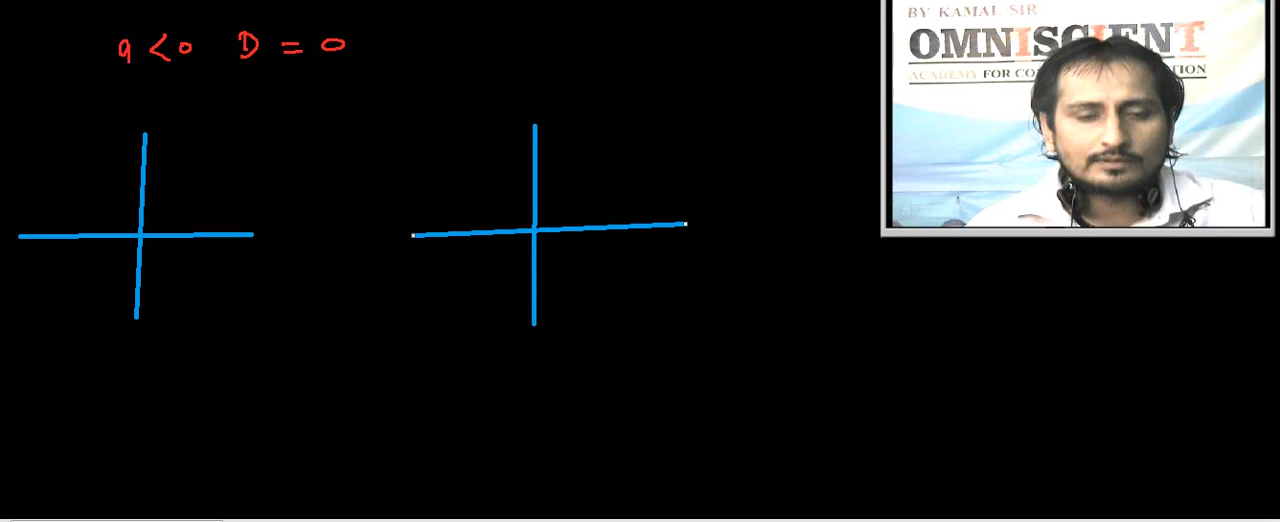 a < 0 D = 0
BY KAMAL SIR
OMNISCIENT
ACADEMY FOR CO
TION